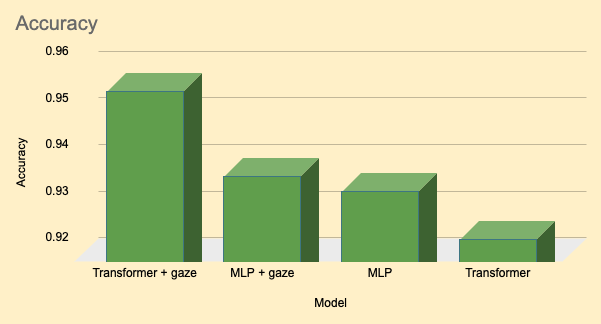 Accuracy
0.96
0.95
0.94
0.93
0.92
Accuracy
Transformer + gaze MLP + gaze MLP Transformer
Model